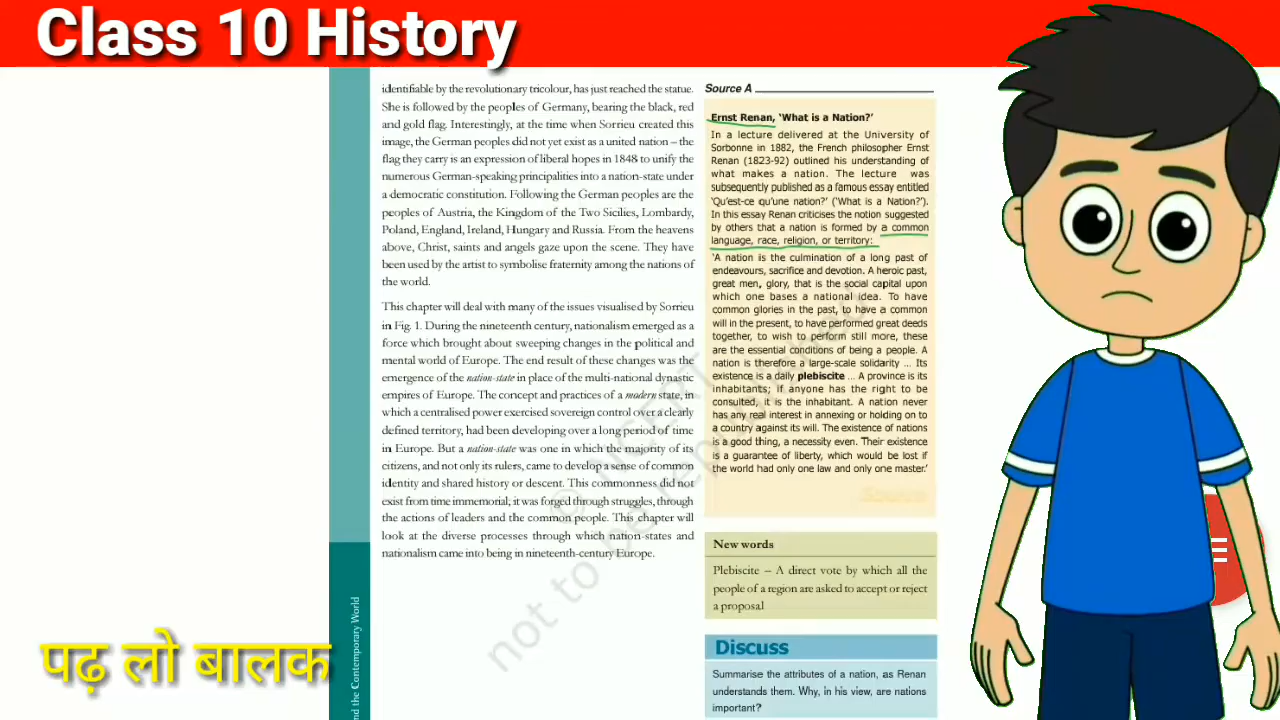 Class 10 History
identifiable by the revolutionary tricolour, has just reached the statue.
She is followed by the peoples of Germany, bearing the black, red
and gold flag. Interestingly, at the time when Sorrieu created this
image, the German peoples did not yet exist as a united nation – the
flag they carry is an expression of liberal hopes in 1848 to unify the
numerous German-speaking principalities into a nation-state under
a democratic constitution. Following the German peoples are the
peoples of Austria, the Kingdom of the Two Sicilies, Lombardy,
Poland, England, Ireland, Hungary and Russia. From the heavens
above, Christ, saints and angels gaze upon the scene. They have
been used by the artist to symbolise fraternity among the nations of
the world.
This chapter will deal with many of the issues visualised by Sorrieu
in Fig. 1. During the nineteenth century, nationalism emerged as a
force which brought about sweeping changes in the political and
mental world of Europe. The end result of these changes was the
emergence of the nation-state in place of the multi-national dynastic
empires of Europe. The concept and practices of a modern state, in
which a centralised power exercised sovereign control over a clearly
defined territory, had been developing over a long period of time
in Europe. But a nation-state was one in which the majority of its
citizens, and not only its rulers, came to develop a sense of common
identity and shared history or descent. This commonness did not
exist from time immemorial; it was forged through struggles, through
the actions of leaders and the common people. This chapter will
look at the diverse processes through which nation-states and
nationalism came into being in nineteenth-century Europe.
Source A
Ernst Renan, ‘What is a Nation?’
In a lecture delivered at the University of
Sorbonne in 1882, the French philosopher Ernst
Renan (1823-92) outlined his understanding of
what makes a nation. The lecture was
subsequently published as a famous essay entitled
‘Qu’est-ce qu’une nation?’ (‘What is a Nation?’).
In this essay Renan criticises the notion suggested
by others that a nation is formed by a common
language, race, religion, or territory:
‘A nation is the culmination of a long past of
endeavours, sacrifice and devotion. A heroic past,
great men, glory, that is the social capital upon
which one bases a national idea. To have
common glories in the past, to have a common
will in the present, to have performed great deeds
together, to wish to perform still more, these
are the essential conditions of being a people. A
nation is therefore a large-scale solidarity … Its
existence is a daily plebiscite … A province is its
inhabitants; if anyone has the right to be
consulted, it is the inhabitant. A nation never
has any real interest in annexing or holding on to
a country against its will. The existence of nations
is a good thing, a necessity even. Their existence
is a guarantee of liberty, which would be lost if
the world had only one law and only one master.’
Source
New words
Plebiscite – A direct vote by which all the
people of a region are asked to accept or reject
a proposal
Discuss
Summarise the attributes of a nation, as Renan
understands them. Why, in his view, are nations
important?
© NCERT
not to be republished
nd the Contemporary World
पढ़ लो बालक